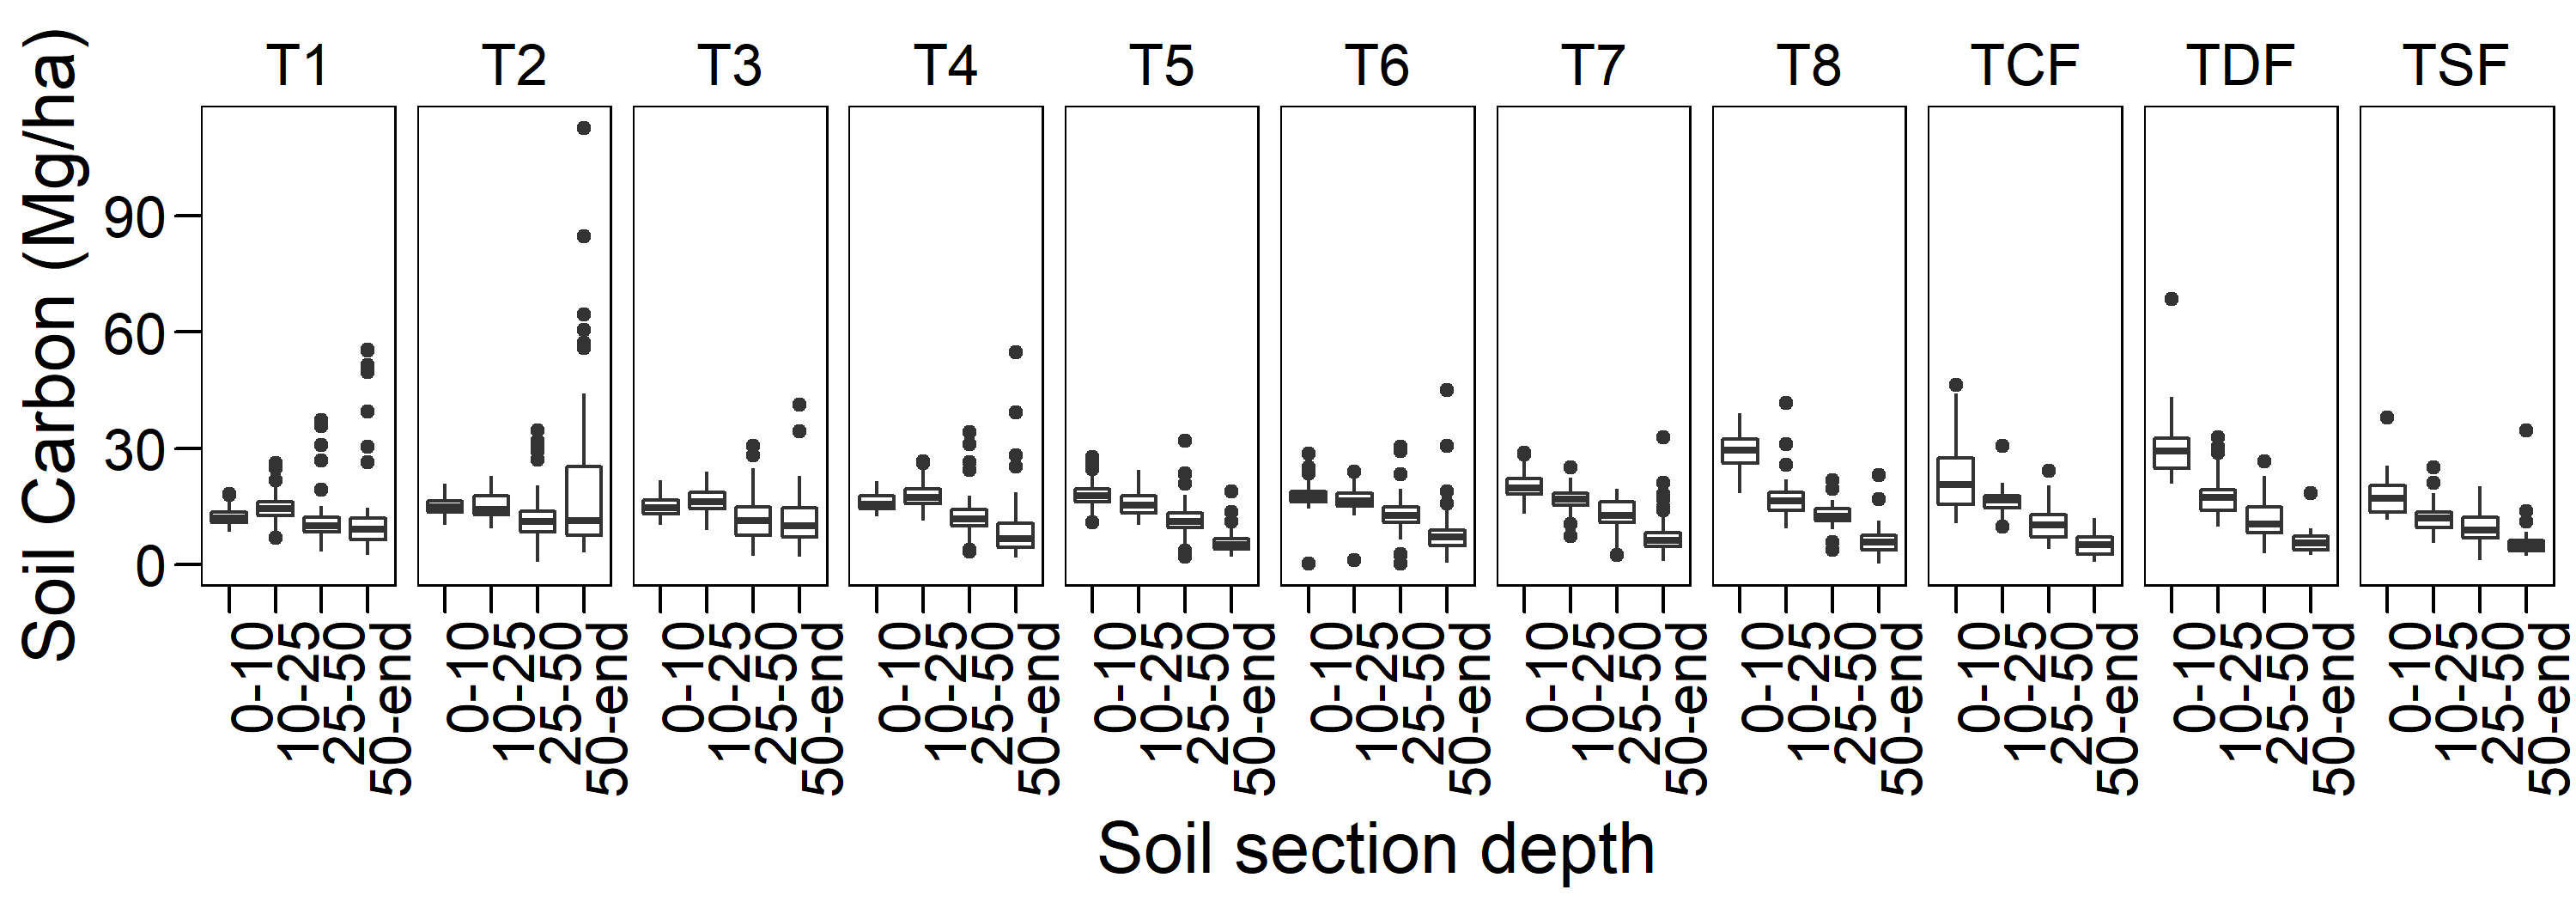 T1 T2 T3 T4 T5 T6 T7 T8 TCF TDF TSF
Soil Carbon (Mg/ha)
90
60
30
0
0-10 10-25 25-50 50-end 0-10 10-25 25-50 50-end 0-10 10-25 25-50 50-end 0-10 10-25 25-50 50-end 0-10 10-25 25-50 50-end 0-10 10-25 25-50 50-end 0-10 10-25 25-50 50-end 0-10 10-25 25-50 50-end 0-10 10-25 25-50 50-end 0-10 10-25 25-50 50-end 0-10 10-25 25-50 50-end
Soil section depth